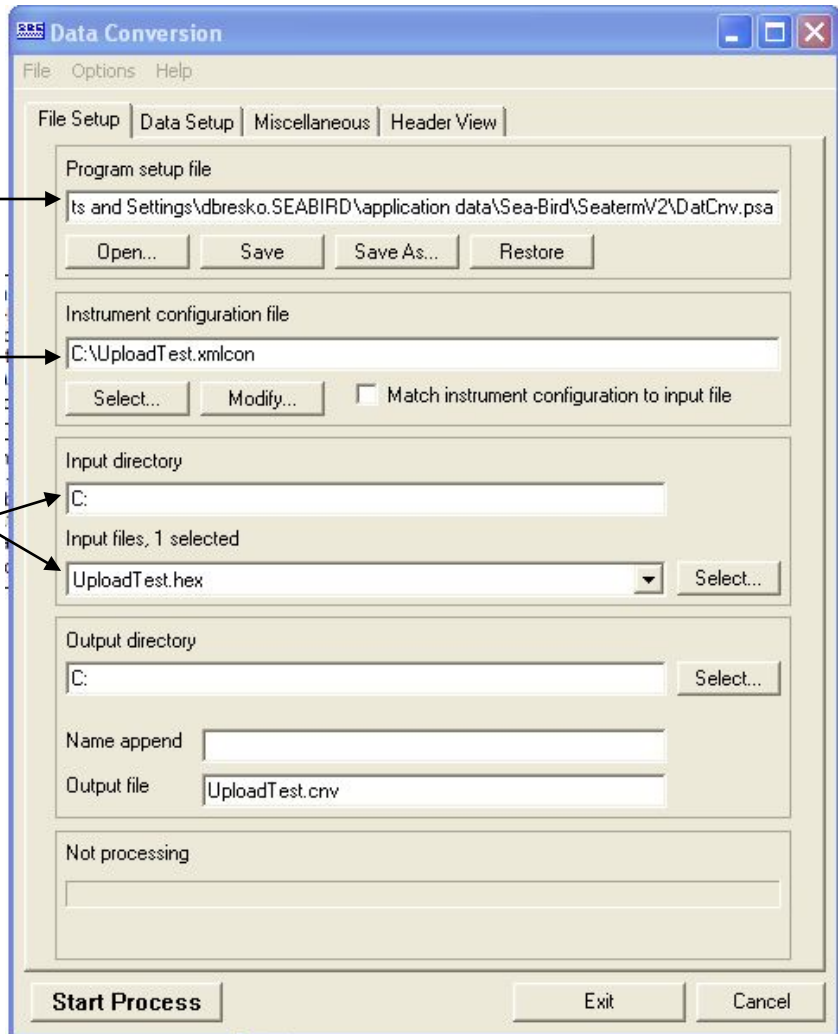 SBE Data Conversion
File Options Help
File Setup Data Setup Miscellaneous Header View
Program setup file
ts and Settings\dbresko.SEABIRD\application data\Sea-Bird\SeatermV2\DatCnv.psa
Open... Save Save As... Restore
Instrument configuration file
C:\UploadTest.xmlcon
Select... Modify... Match instrument configuration to input file
Input directory
C:
Input files, 1 selected
UploadTest.hex Select...
Output directory
C: Select...
Name append
Output file UploadTest.cnv
Not processing
Start Process Exit Cancel